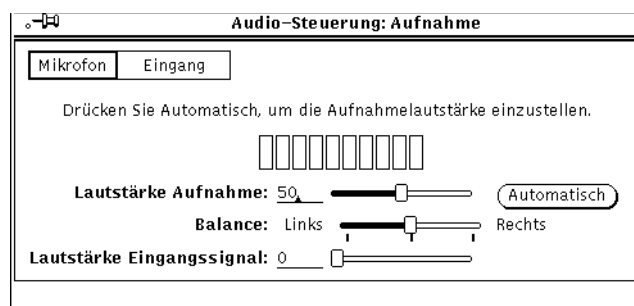 Audio-Steuerung: Aufnahme
Mikrofon Eingang
Drücken Sie Automatisch, um die Aufnahmelautstärke einzustellen.
Lautstärke Aufnahme: 50 Automatisch
Balance: Links Rechts
Lautstärke Eingangssignal: 0